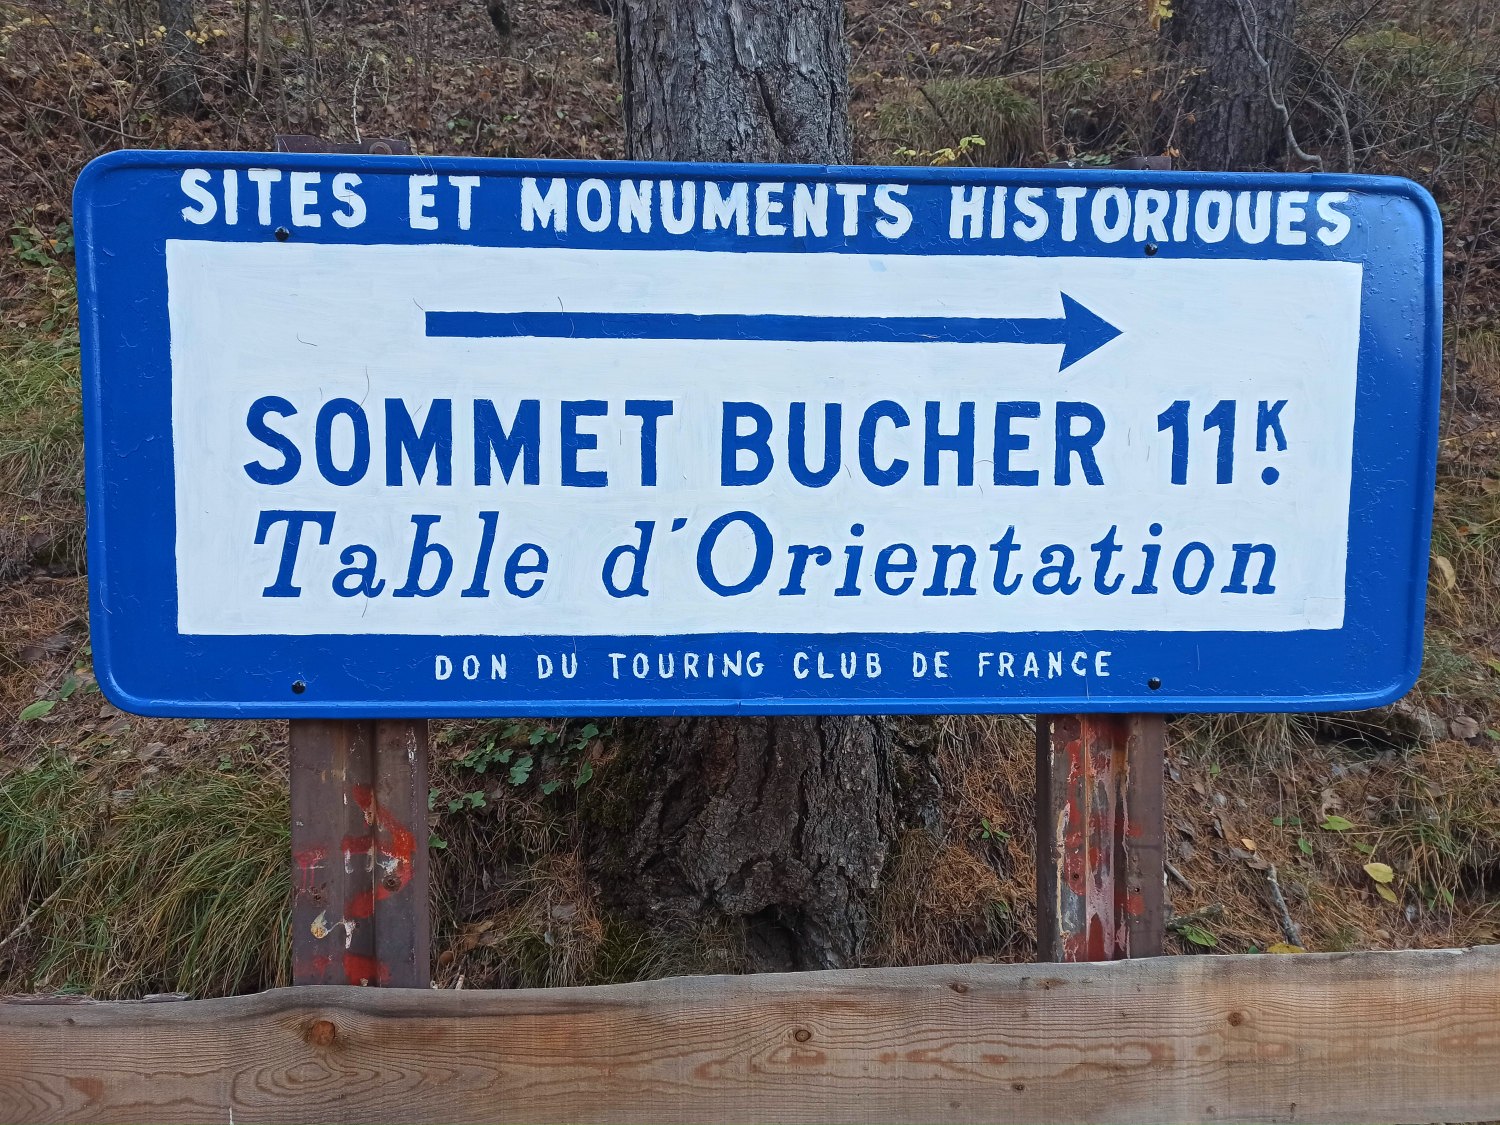 SITES ET MONUMENTS HISTORIQUES
SOMMET BUCHER 11K.
Table d'Orientation
DON DU TOURING CLUB DE FRANCE